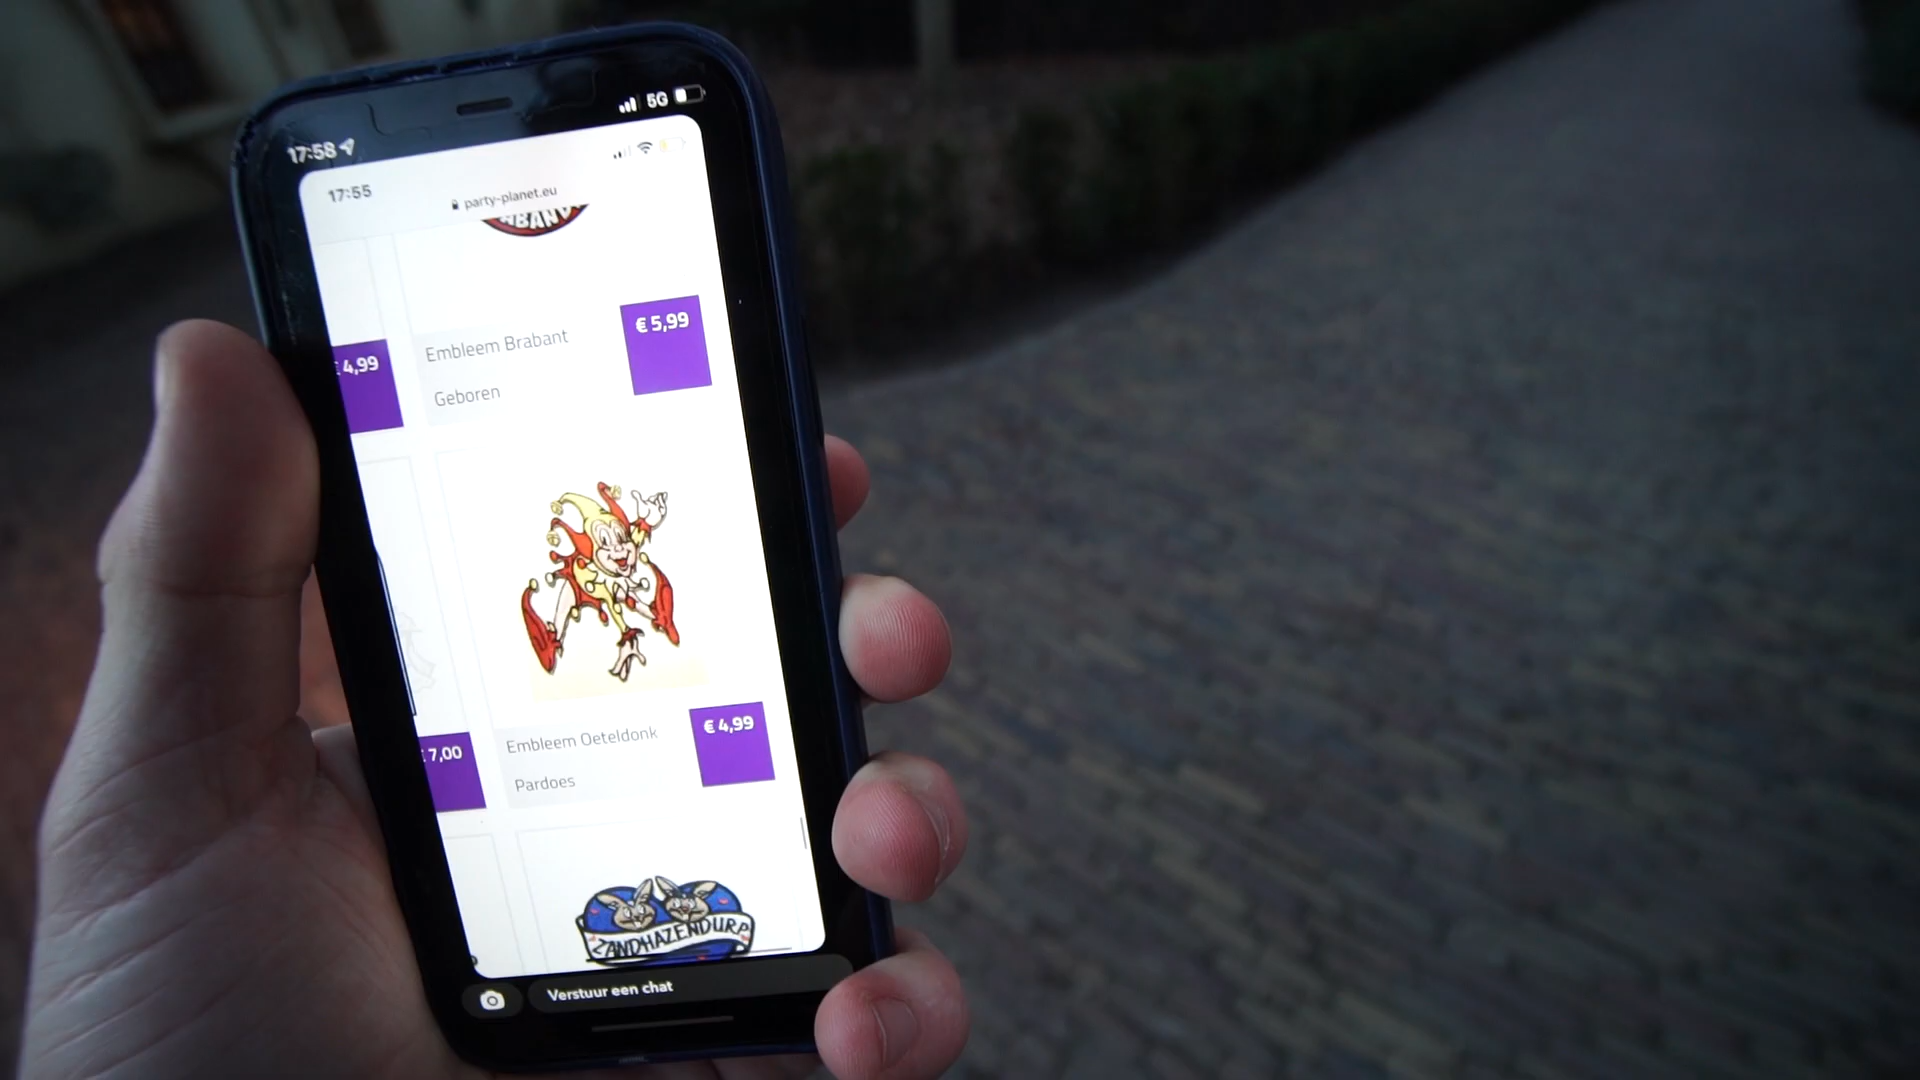 17:58
5G
17:55
party-planet.eu
€ 5,99
Embleem Brabant
Geboren
4,99
€ 4,99
Embleem Oeteldonk
Pardoes
7,00
ZANDHAZENDURP
Verstuur een chat